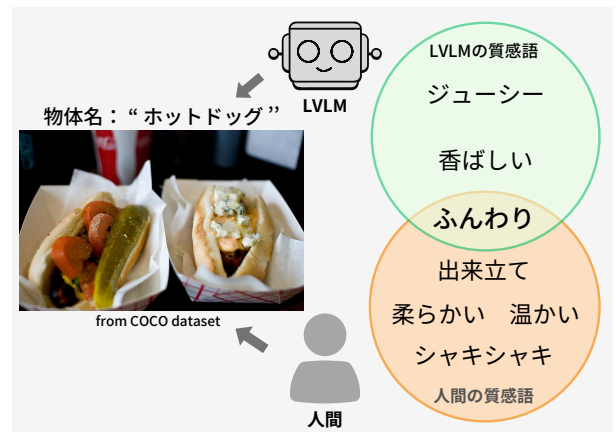 LVLMの質感語
ジューシー
LVLM
物体名： “ ホットドッグ ”
香ばしい
ふんわり
出来立て
柔らかい 温かい
from COCO dataset
シャキシャキ
人間の質感語
人間